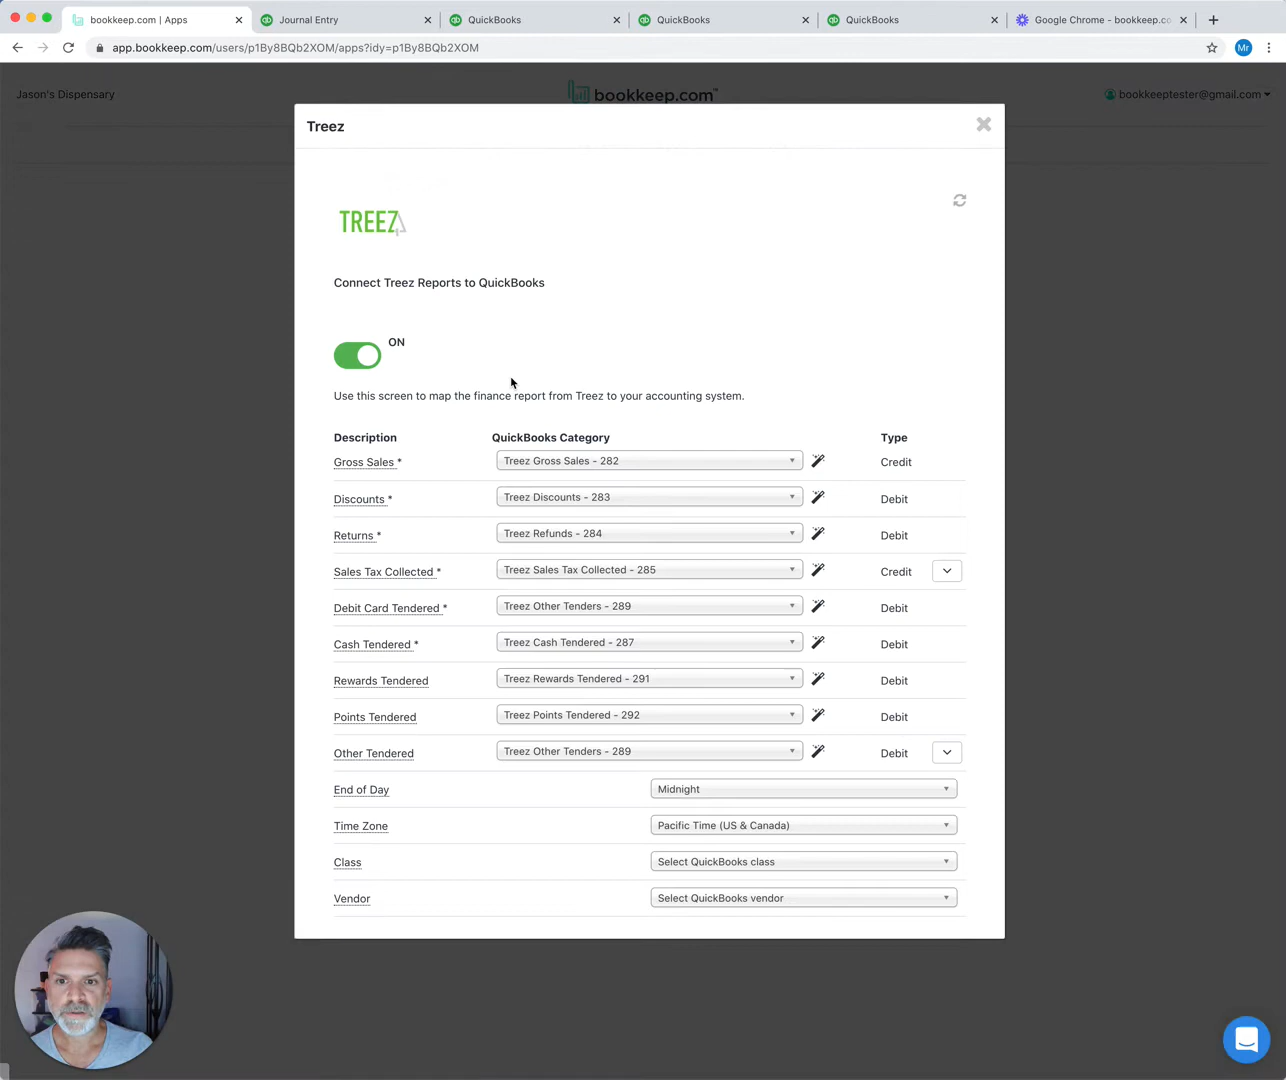 bookkeep.com | Apps
Journal Entry
QuickBooks
QuickBooks
QuickBooks
Google Chrome - bookkeep.co
app.bookkeep.com/users/p1By8BQb2XOM/apps?idy=p1By8BQb2XOM
Mr
Jason's Dispensary
bookkeep.com™
bookkeeptester@gmail.com
Treez
TREEZ
Connect Treez Reports to QuickBooks
ON
Use this screen to map the finance report from Treez to your accounting system.
Description QuickBooks Category Type
Gross Sales * Treez Gross Sales - 282 Credit
Discounts * Treez Discounts - 283 Debit
Returns * Treez Refunds - 284 Debit
Sales Tax Collected * Treez Sales Tax Collected - 285 Credit
Debit Card Tendered * Treez Other Tenders - 289 Debit
Cash Tendered * Treez Cash Tendered - 287 Debit
Rewards Tendered Treez Rewards Tendered - 291 Debit
Points Tendered Treez Points Tendered - 292 Debit
Other Tendered Treez Other Tenders - 289 Debit
End of Day Midnight
Time Zone Pacific Time (US & Canada)
Class Select QuickBooks class
Vendor Select QuickBooks vendor